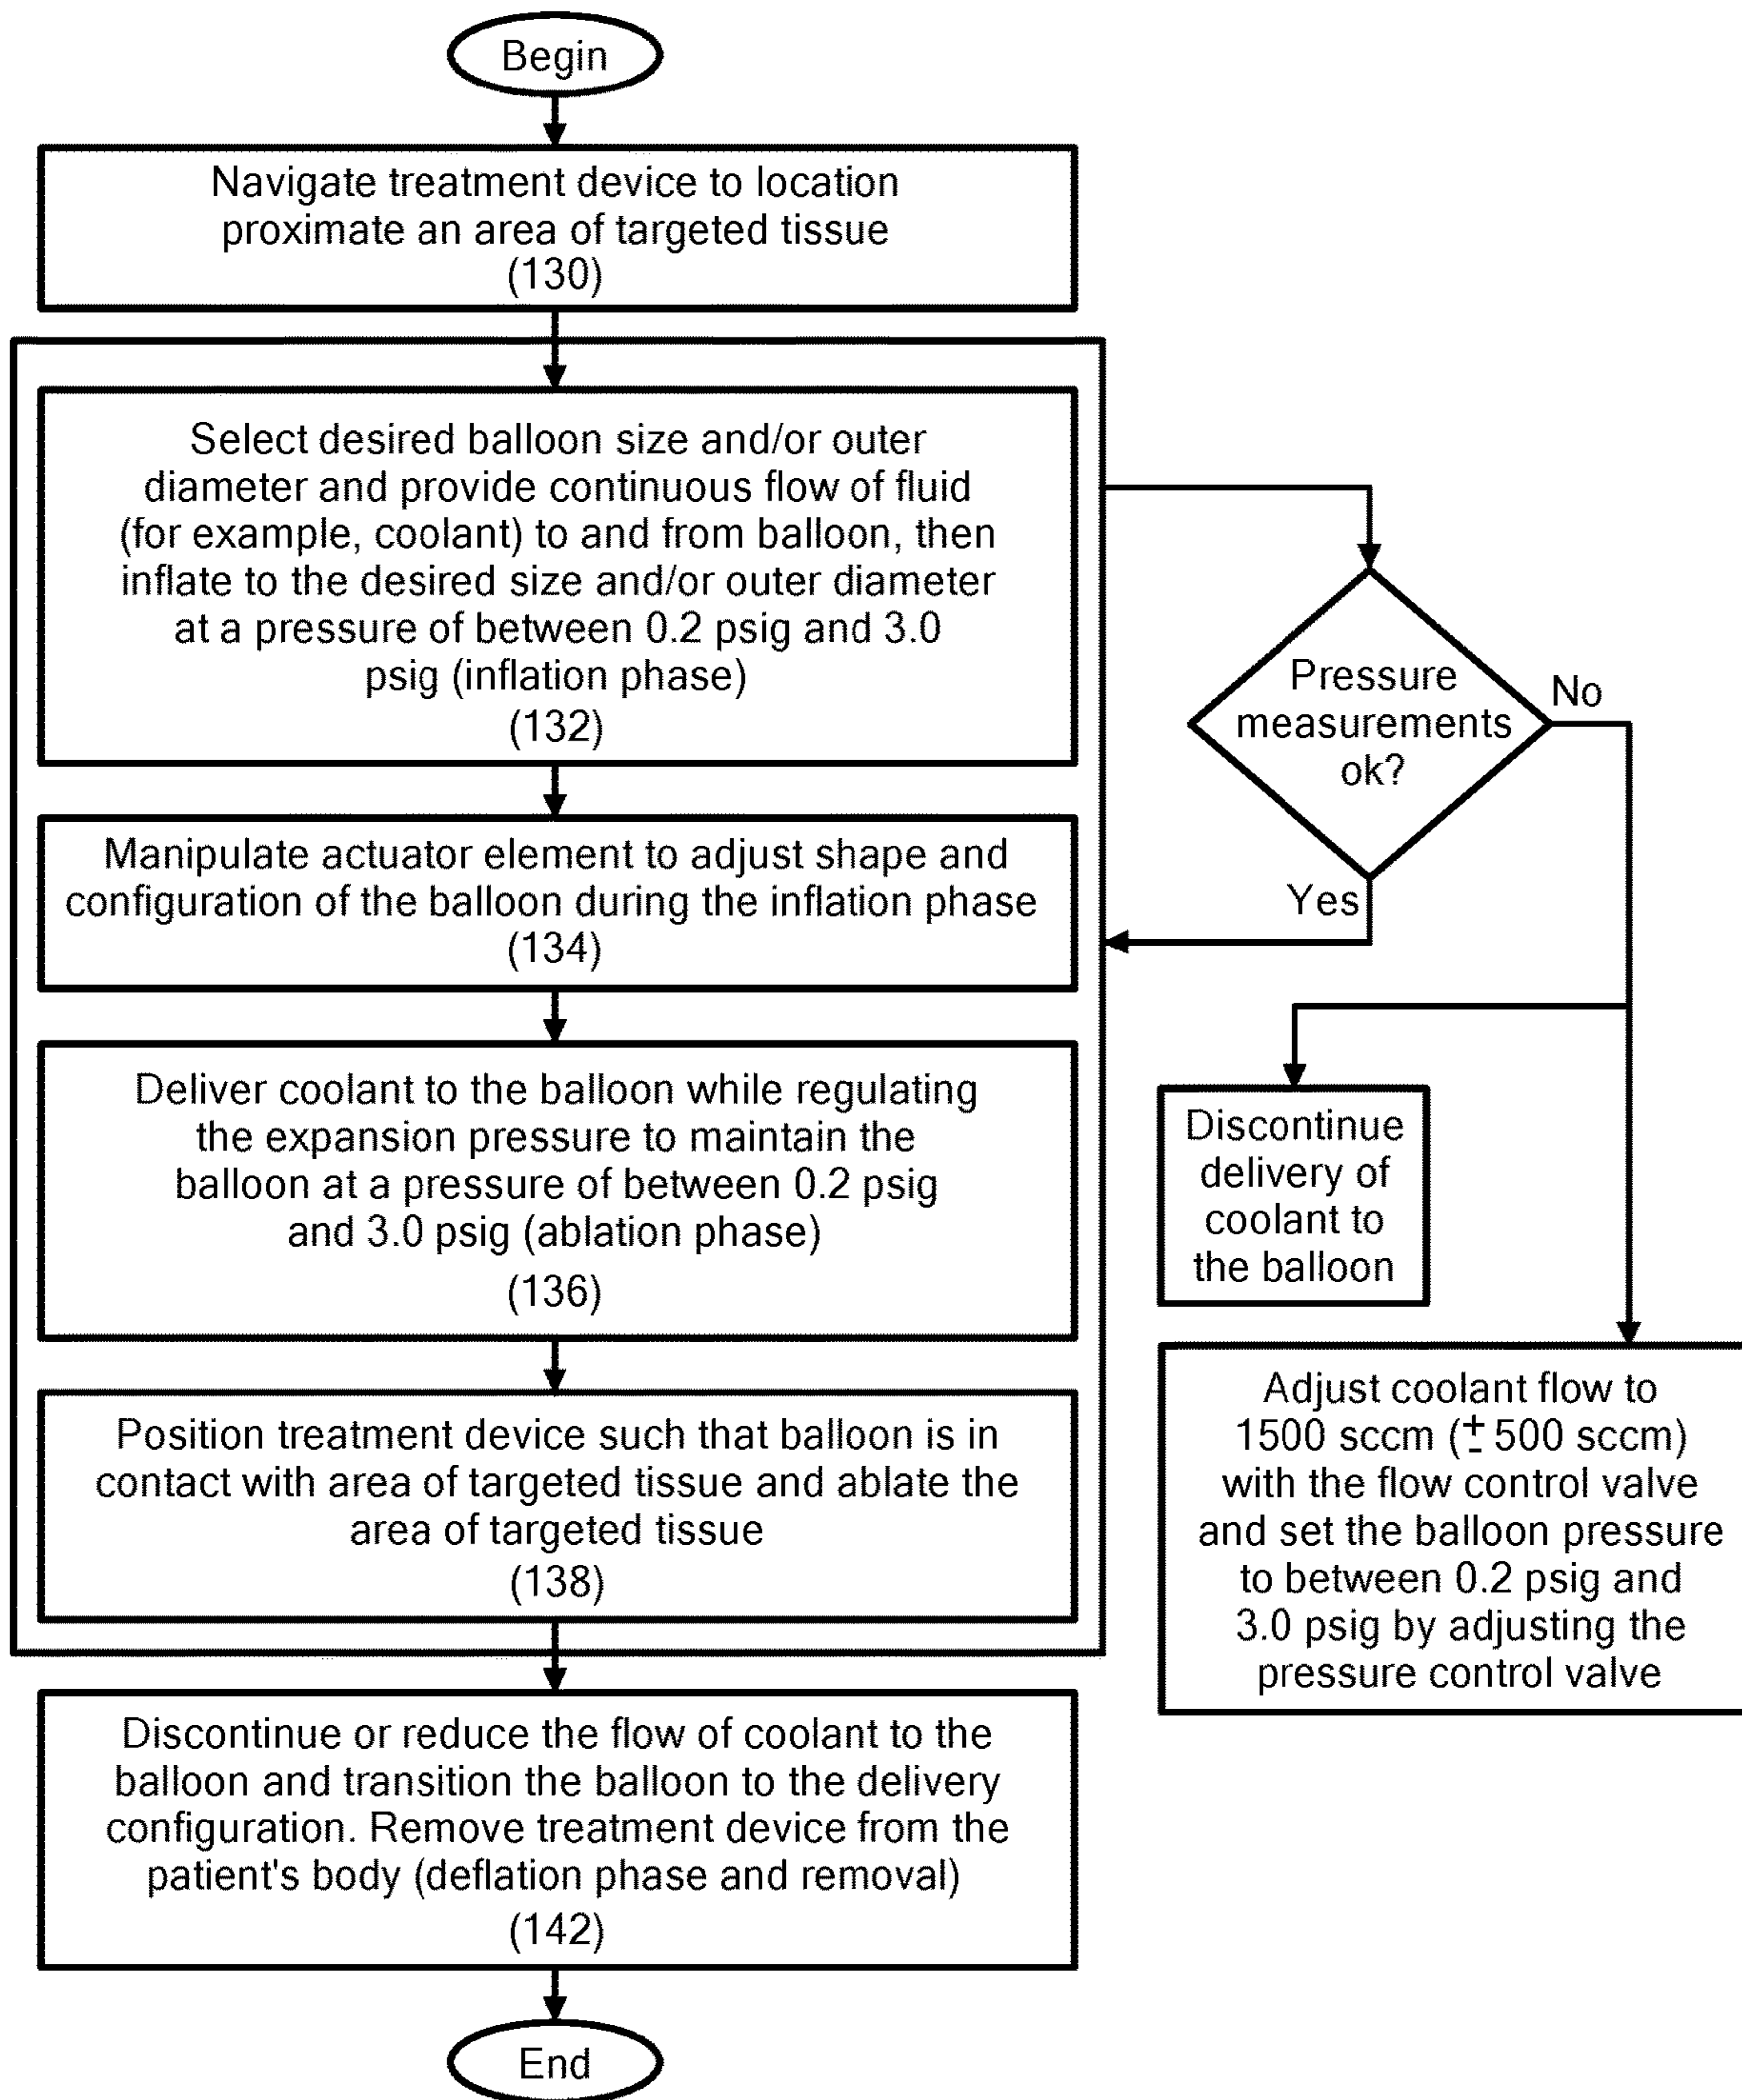 Begin
Navigate treatment device to location
proximate an area of targeted tissue
(130)
Select desired balloon size and/or outer
diameter and provide continuous flow of fluid
(for example, coolant) to and from balloon, then
inflate to the desired size and/or outer diameter
at a pressure of between 0.2 psig and 3.0
psig (inflation phase)
(132)
Manipulate actuator element to adjust shape and
configuration of the balloon during the inflation phase
(134)
Deliver coolant to the balloon while regulating
the expansion pressure to maintain the
balloon at a pressure of between 0.2 psig
and 3.0 psig (ablation phase)
(136)
Position treatment device such that balloon is in
contact with area of targeted tissue and ablate the
area of targeted tissue
(138)
Discontinue or reduce the flow of coolant to the
balloon and transition the balloon to the delivery
configuration. Remove treatment device from the
patient's body (deflation phase and removal)
(142)
End
Pressure
measurements
ok?
No
Yes
Discontinue
delivery of
coolant to
the balloon
Adjust coolant flow to
1500 sccm (± 500 sccm)
with the flow control valve
and set the balloon pressure
to between 0.2 psig and
3.0 psig by adjusting the
pressure control valve